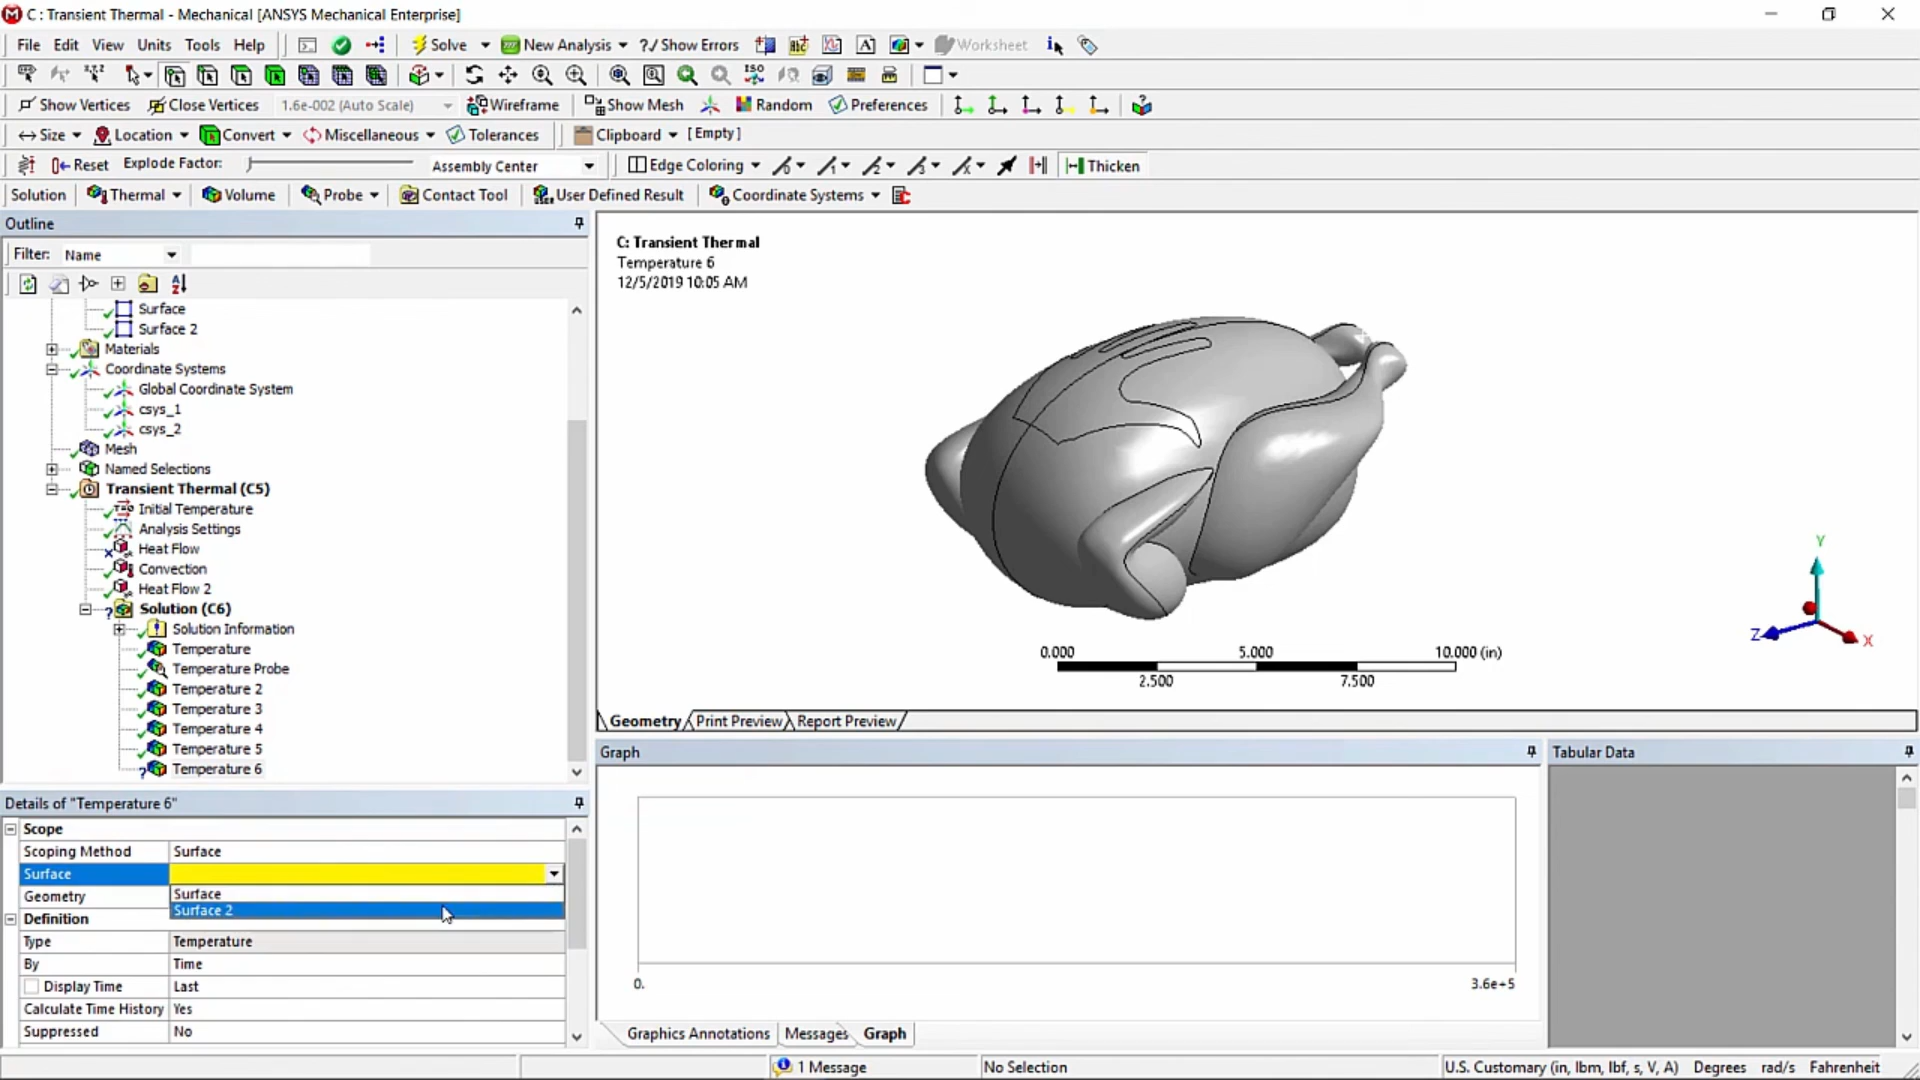 C : Transient Thermal - Mechanical [ANSYS Mechanical Enterprise]
File Edit View Units Tools Help Solve New Analysis ?/ Show Errors Worksheet
ISO
Show Vertices Close Vertices 1.6e-002 (Auto Scale) Wireframe Show Mesh Random Preferences
Size Location Convert Miscellaneous Tolerances Clipboard [ Empty ]
Reset Explode Factor: Assembly Center Edge Coloring Thicken
Solution Thermal Volume Probe Contact Tool User Defined Result Coordinate Systems
Outline
Filter: Name
Surface
Surface 2
Materials
Coordinate Systems
Global Coordinate System
csys_1
csys_2
Mesh
Named Selections
Transient Thermal (C5)
Initial Temperature
Analysis Settings
Heat Flow
Convection
Heat Flow 2
Solution (C6)
Solution Information
Temperature
Temperature Probe
Temperature 2
Temperature 3
Temperature 4
Temperature 5
Temperature 6
C: Transient Thermal
Temperature 6
12/5/2019 10:05 AM
Y
Z
X
0.000 5.000 10.000 (in)
2.500 7.500
Geometry Print Preview Report Preview
Details of "Temperature 6"
Scope
Scoping Method Surface
Surface
Surface
Geometry
Surface 2
Definition
Type Temperature
By Time
Display Time Last
Calculate Time History Yes
Suppressed No
Graph
0. 3.6e+5
Graphics Annotations Messages Graph
Tabular Data
1 Message No Selection U.S. Customary (in, lbm, lbf, s, V, A) Degrees rad/s Fahrenheit